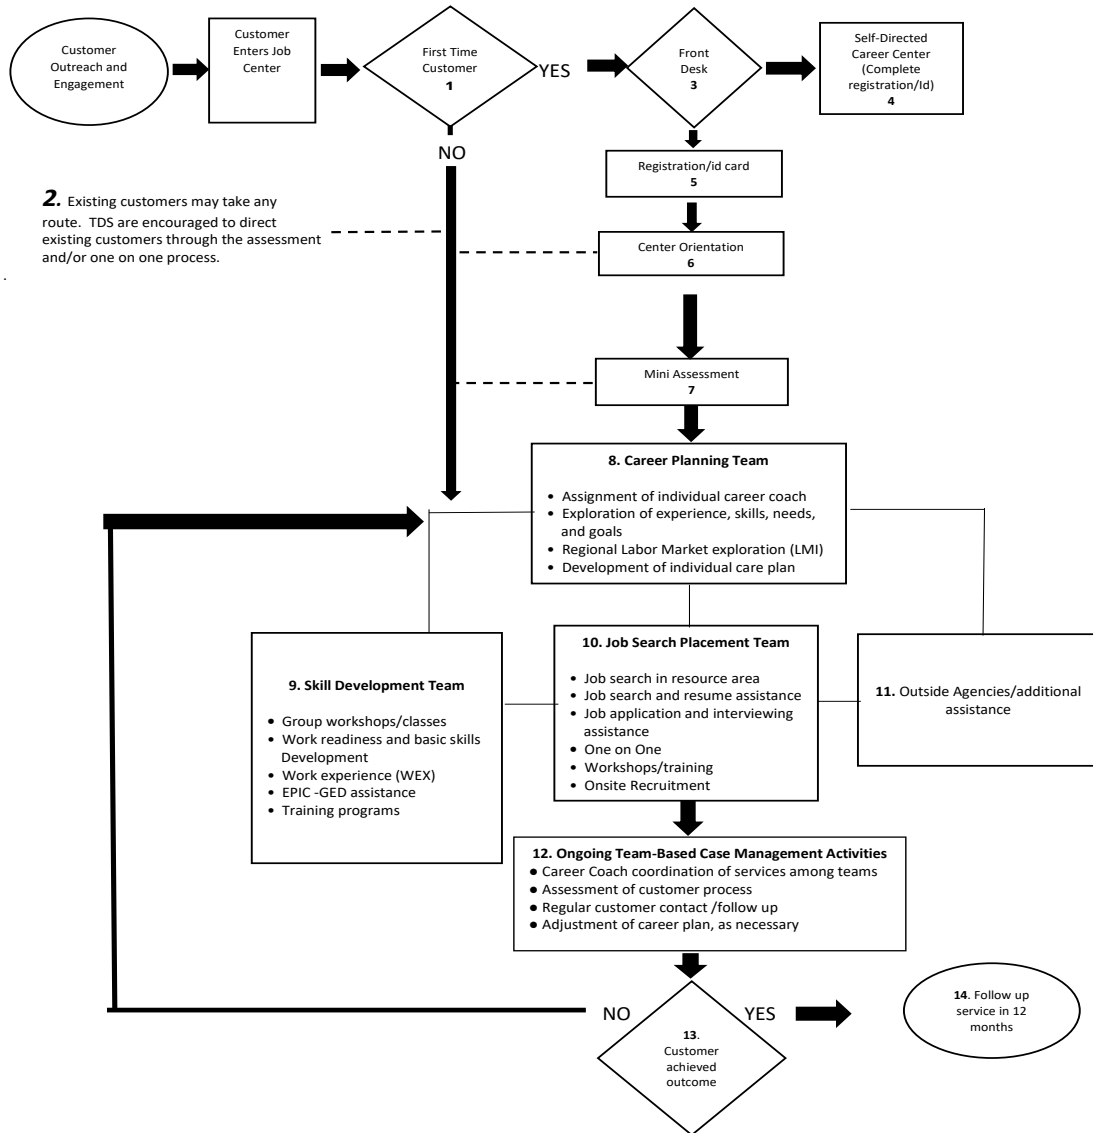 Customer
Outreach and
Engagement
Customer
Enters Job
Center
First Time
Customer
1
YES
Front
Desk
3
Self-Directed
Career Center
(Complete
registration/Id)
4
NO
Registration/id card
5
2. Existing customers may take any
route. TDS are encouraged to direct
existing customers through the assessment
and/or one on one process.
.
Center Orientation
6
Mini Assessment
7
8. Career Planning Team
• Assignment of individual career coach
• Exploration of experience, skills, needs,
and goals
• Regional Labor Market exploration (LMI)
• Development of individual care plan
9. Skill Development Team
• Group workshops/classes
• Work readiness and basic skills
Development
• Work experience (WEX)
• EPIC -GED assistance
• Training programs
10. Job Search Placement Team
• Job search in resource area
• Job search and resume assistance
• Job application and interviewing
assistance
• One on One
• Workshops/training
• Onsite Recruitment
11. Outside Agencies/additional
assistance
12. Ongoing Team-Based Case Management Activities
● Career Coach coordination of services among teams
● Assessment of customer process
● Regular customer contact /follow up
● Adjustment of career plan, as necessary
NO
YES
13.
Customer
achieved
outcome
14. Follow up
service in 12
months